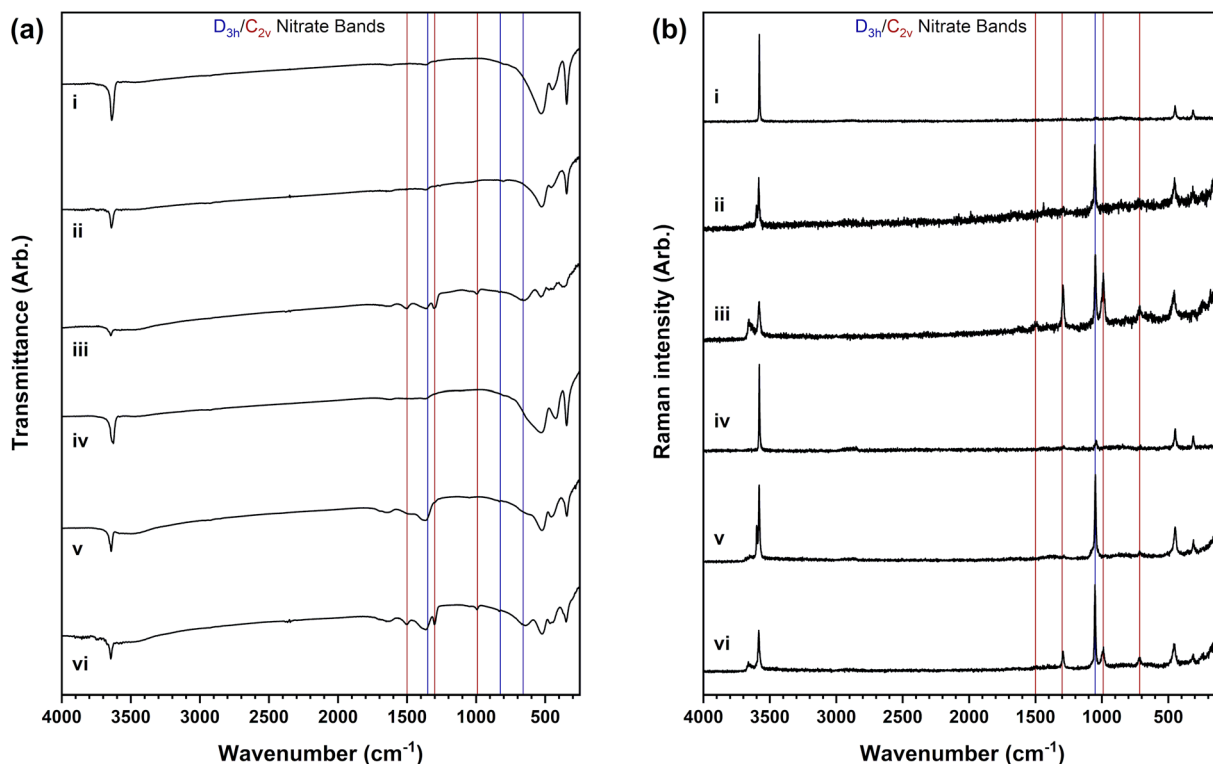 (a)
D3h/C2v Nitrate Bands
i
ii
iii
iv
v
vi
Transmittance (Arb.)
4000 3500 3000 2500 2000 1500 1000 500
Wavenumber (cm-1)
(b)
D3h/C2v Nitrate Bands
i
ii
iii
iv
v
vi
Raman intensity (Arb.)
4000 3500 3000 2500 2000 1500 1000 500
Wavenumber (cm-1)